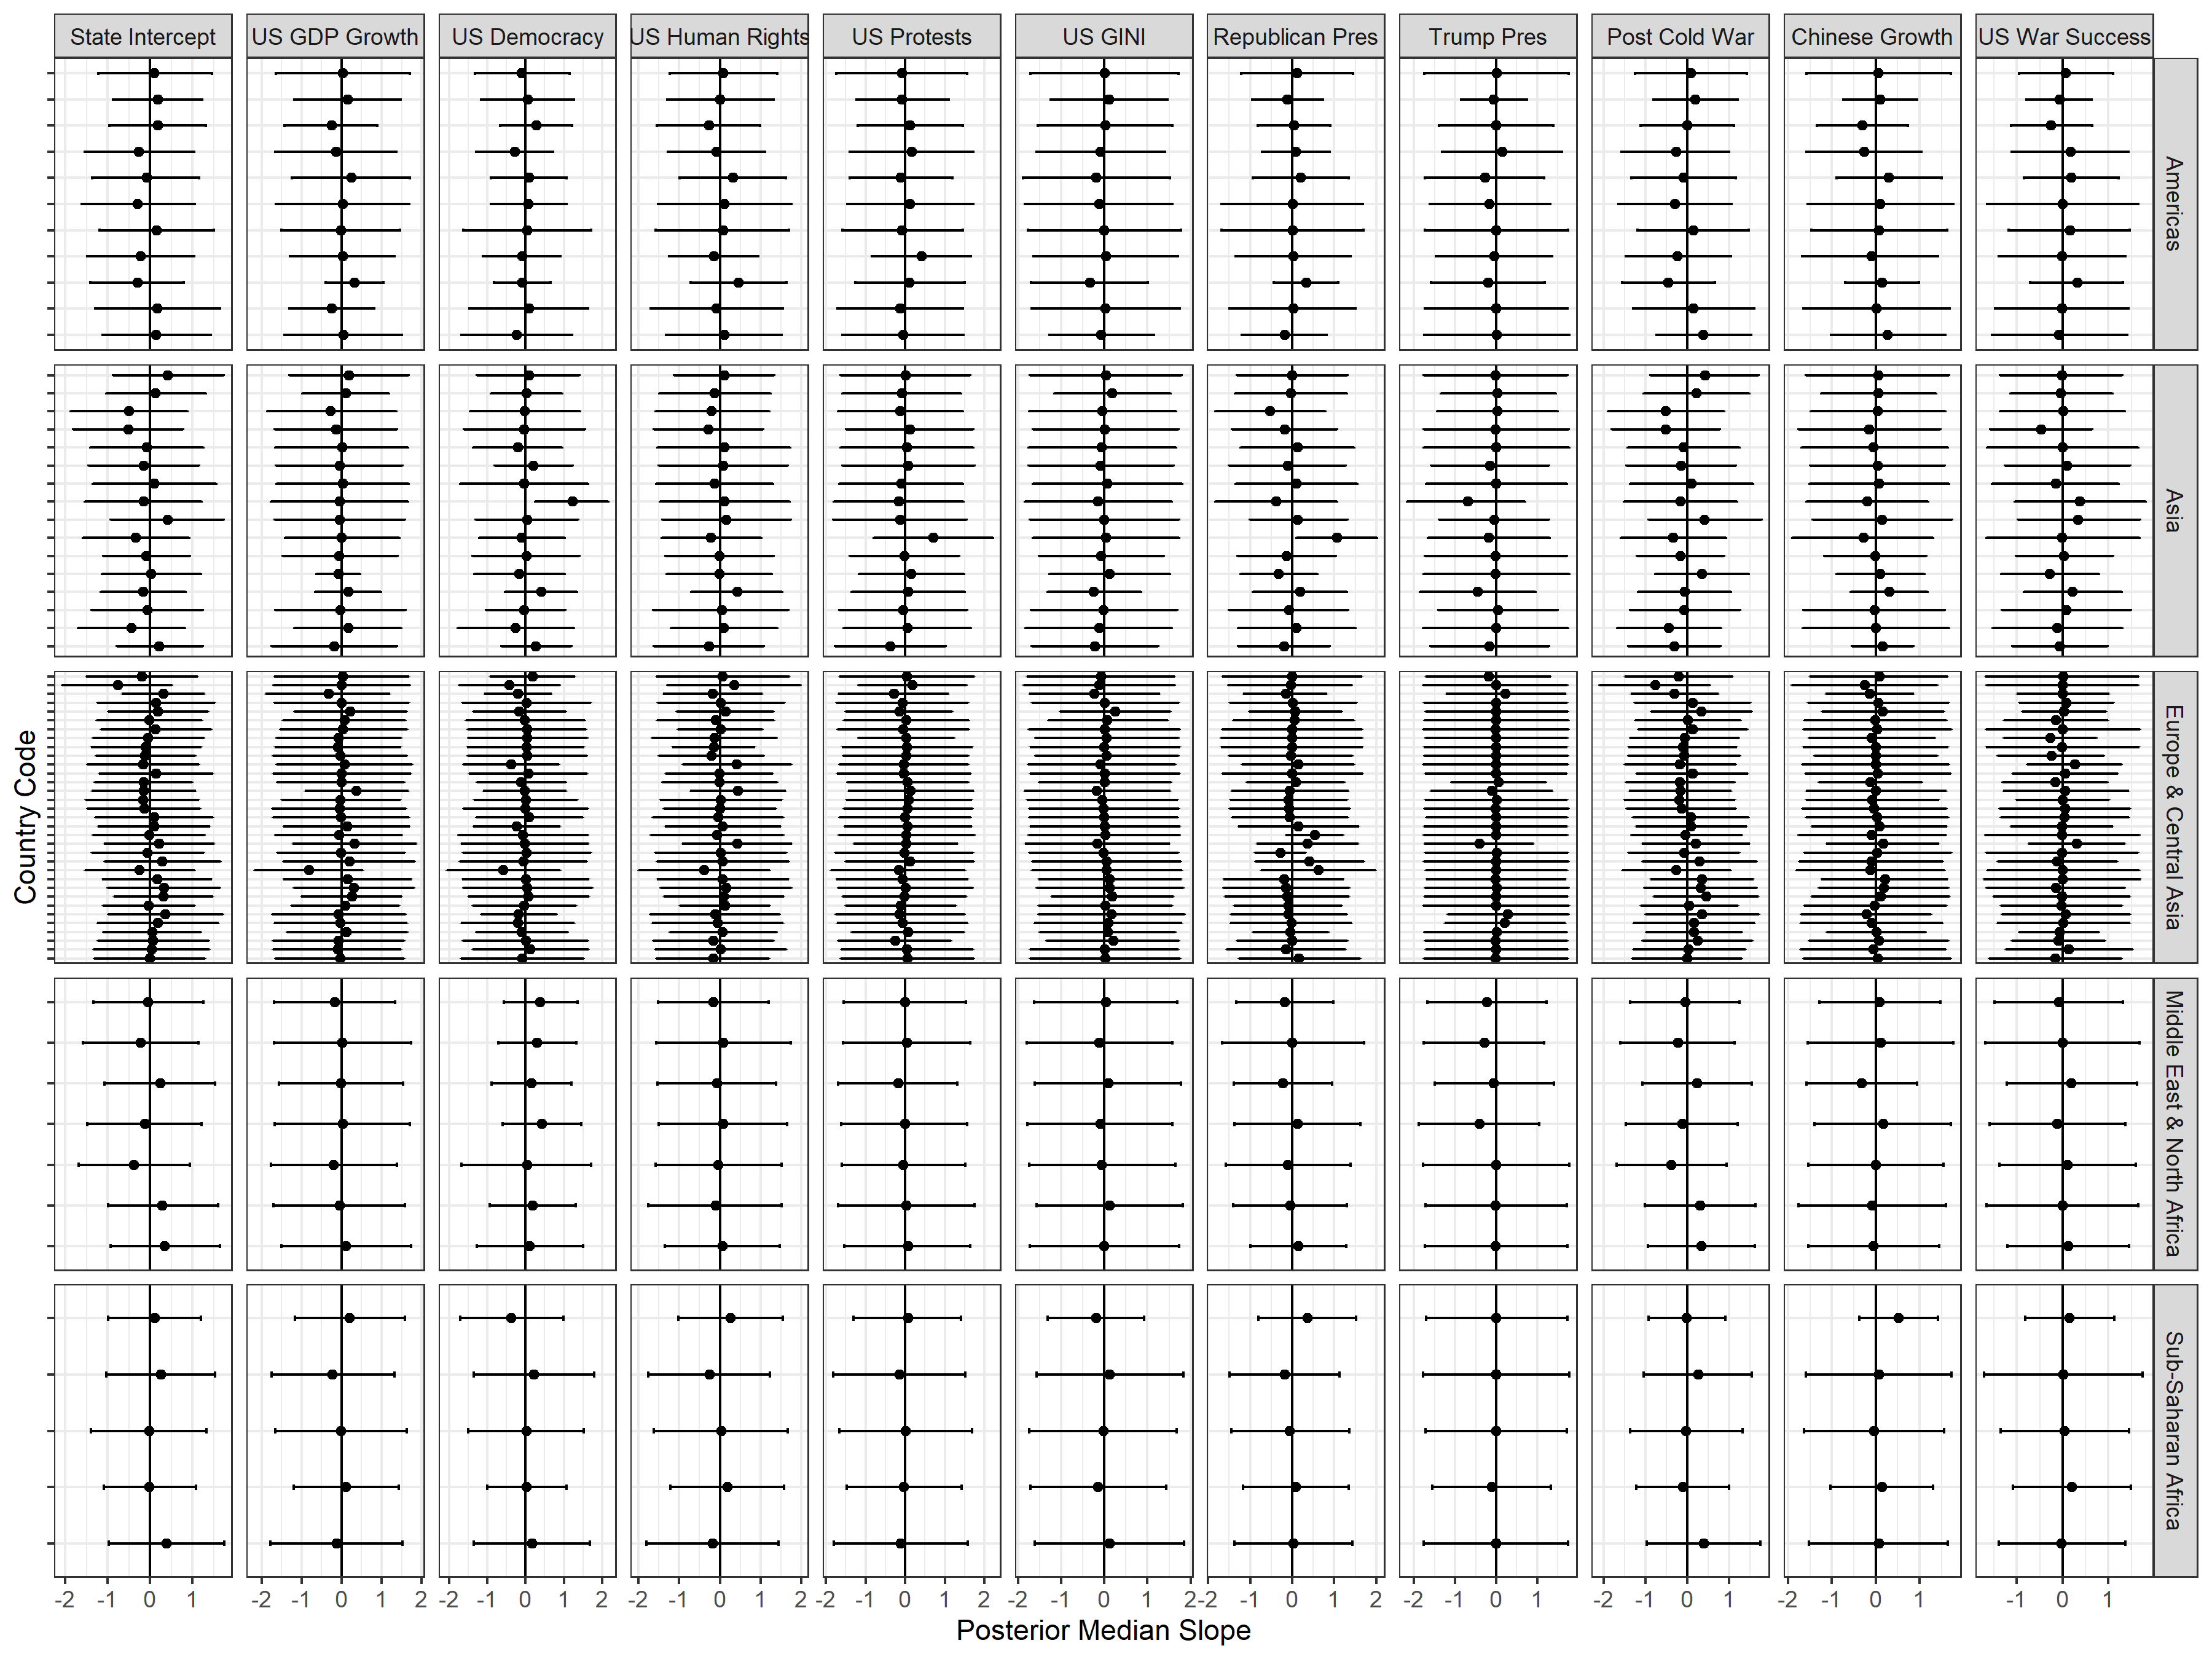 State Intercept
US GDP Growth
US Democracy
US Human Rights
US Protests
US GINI
Republican Pres
Trump Pres
Post Cold War
Chinese Growth
US War Success
Americas
Asia
Europe & Central Asia
Middle East & North Africa
Sub-Saharan Africa
Country Code
-2 -1 0 1
-2 -1 0 1 2
-2 -1 0 1 2
-2 -1 0 1 2
-2 -1 0 1 2
-2 -1 0 1 2
-2 -1 0 1 2
-2 -1 0 1
-2 -1 0 1
-2 -1 0 1
-1 0 1
Posterior Median Slope